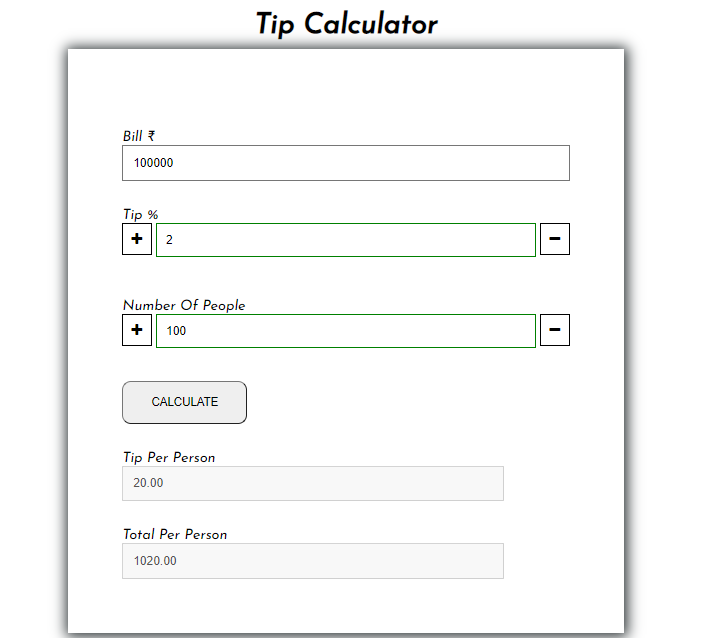 Tip Calculator
Bill ₹
100000
Tip %
+ 2 −
Number Of People
+ 100 −
CALCULATE
Tip Per Person
20.00
Total Per Person
1020.00